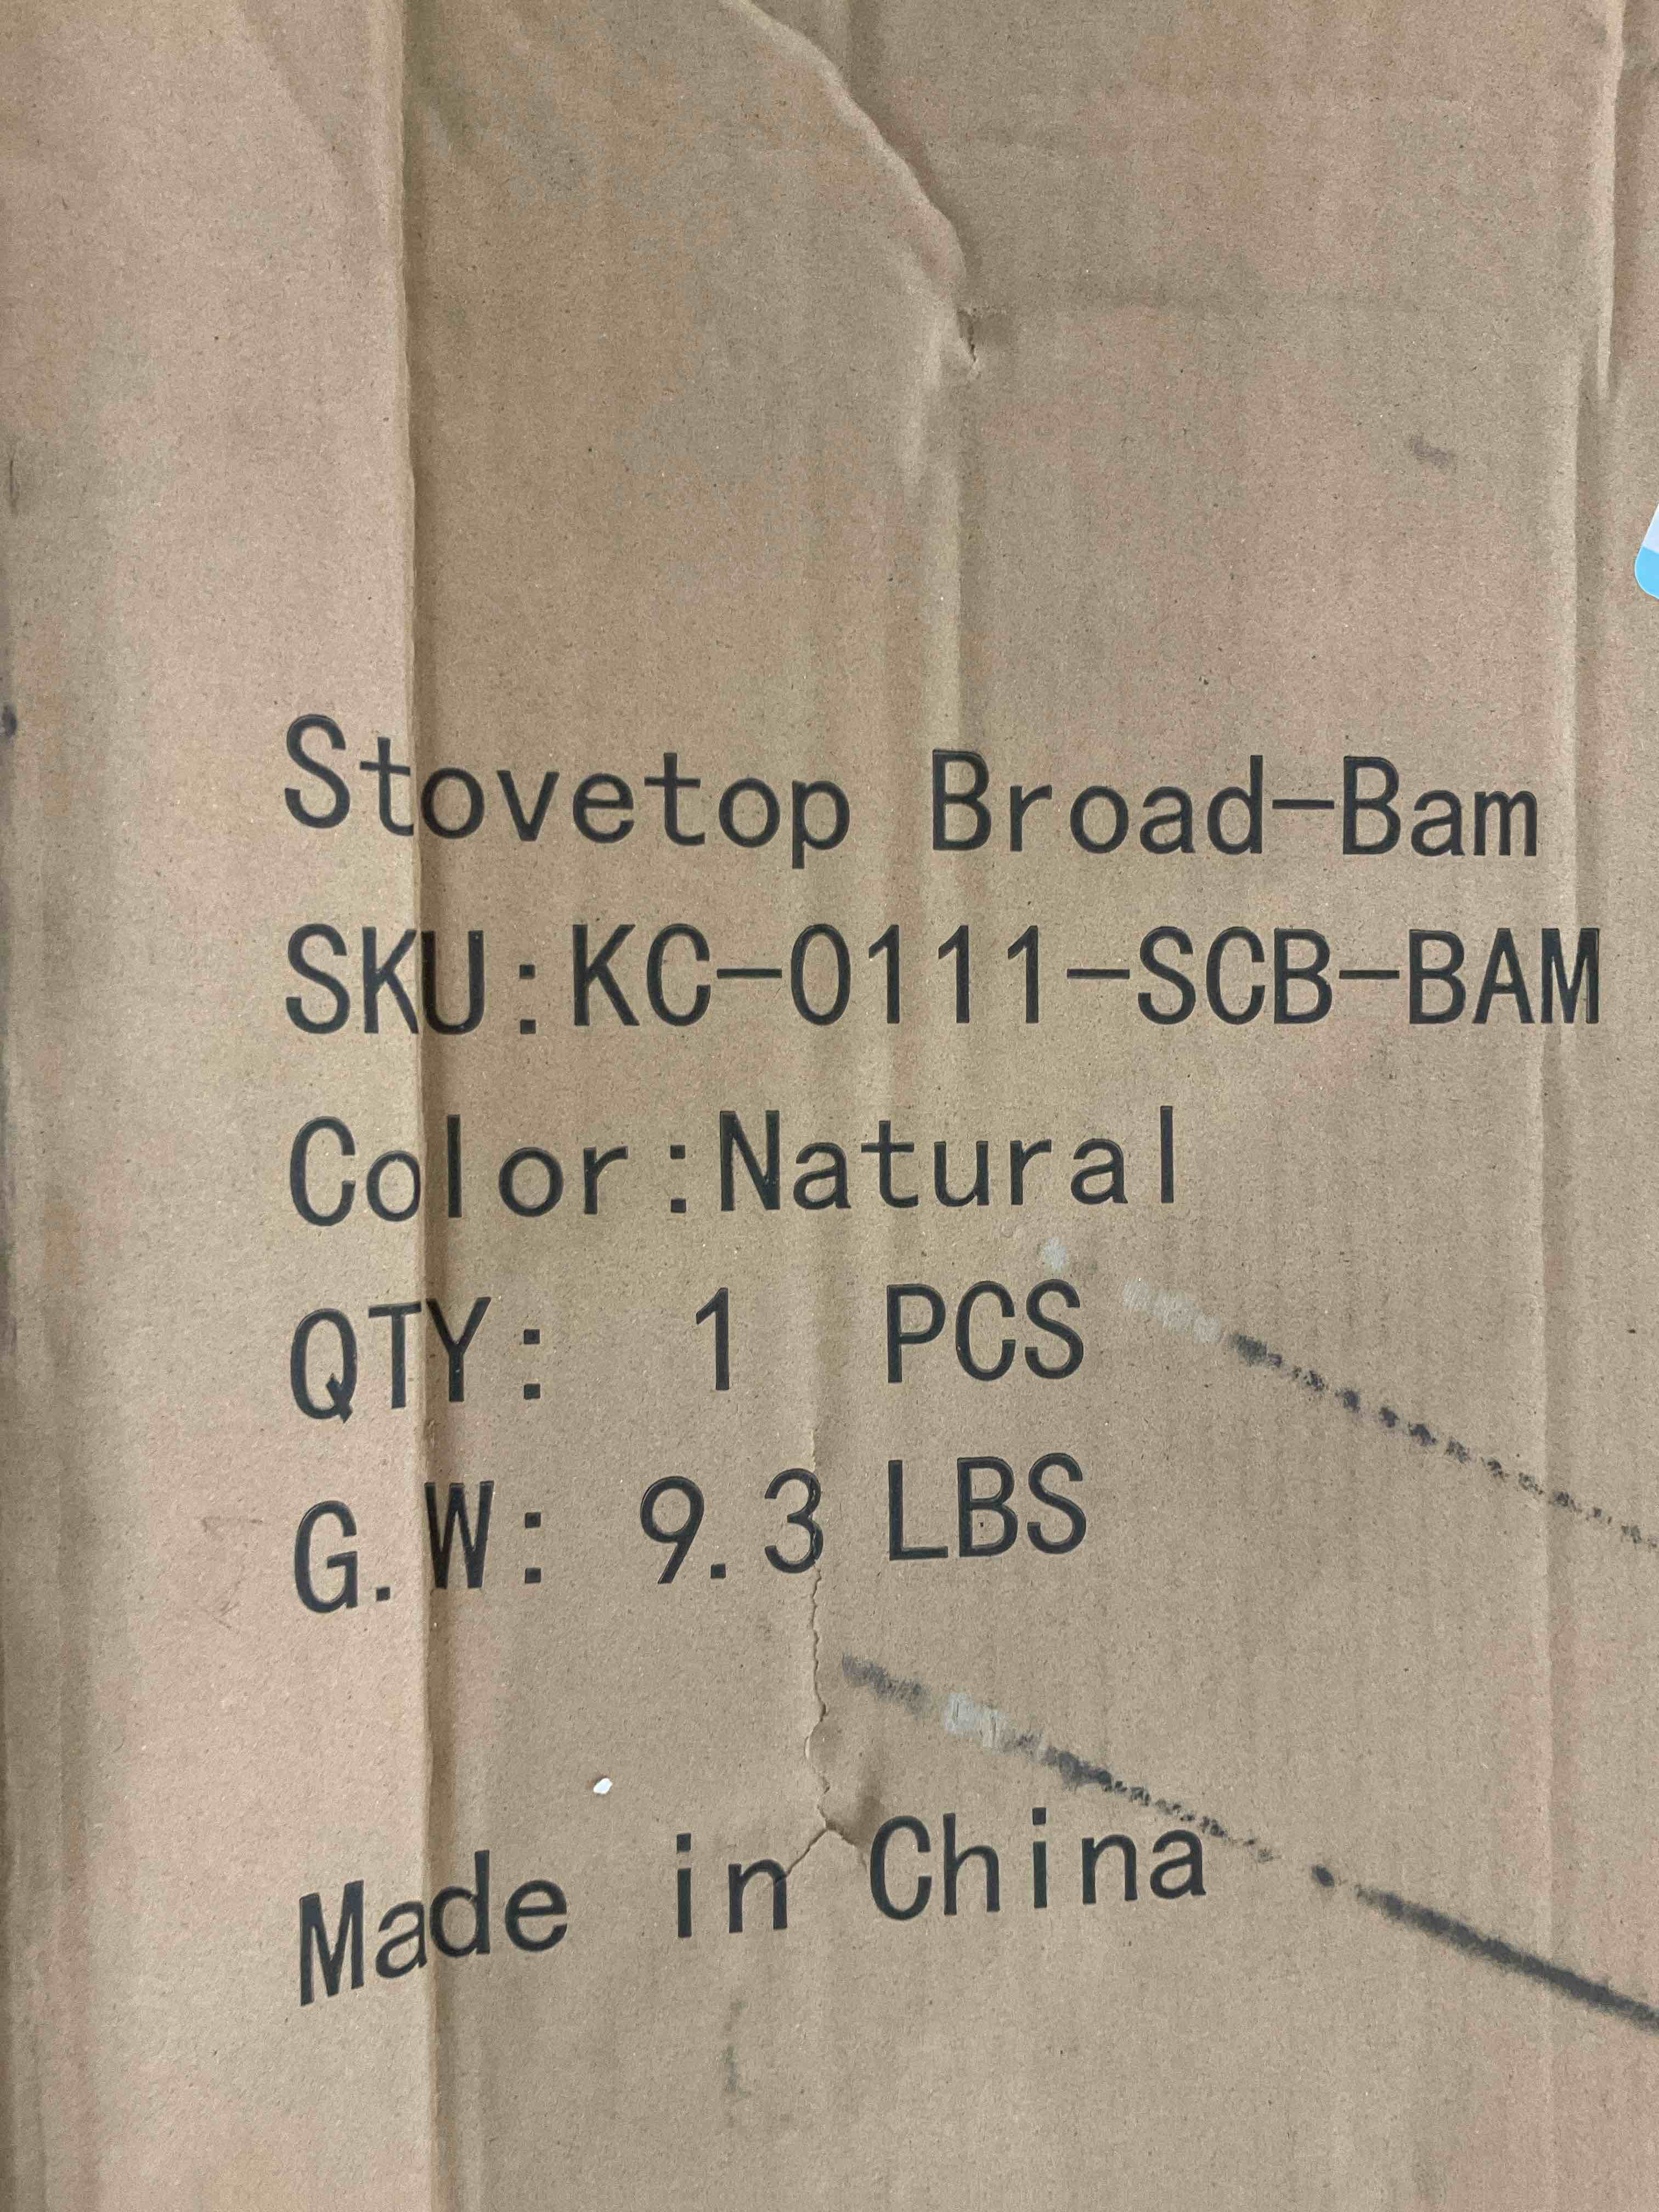 Stovetop Broad-Bam
SKU:KC-0111-SCB-BAM
Color:Natural
QTY: 1 PCS
G.W: 9.3 LBS
Made in China